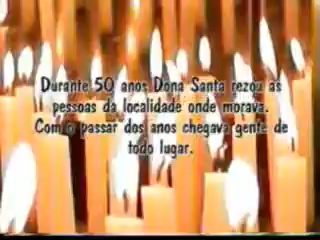 Durante 50 anos Dona Santa rezou as
pessoas da localidade onde morava.
Com o passar dos anos chegava gente de
todo lugar.